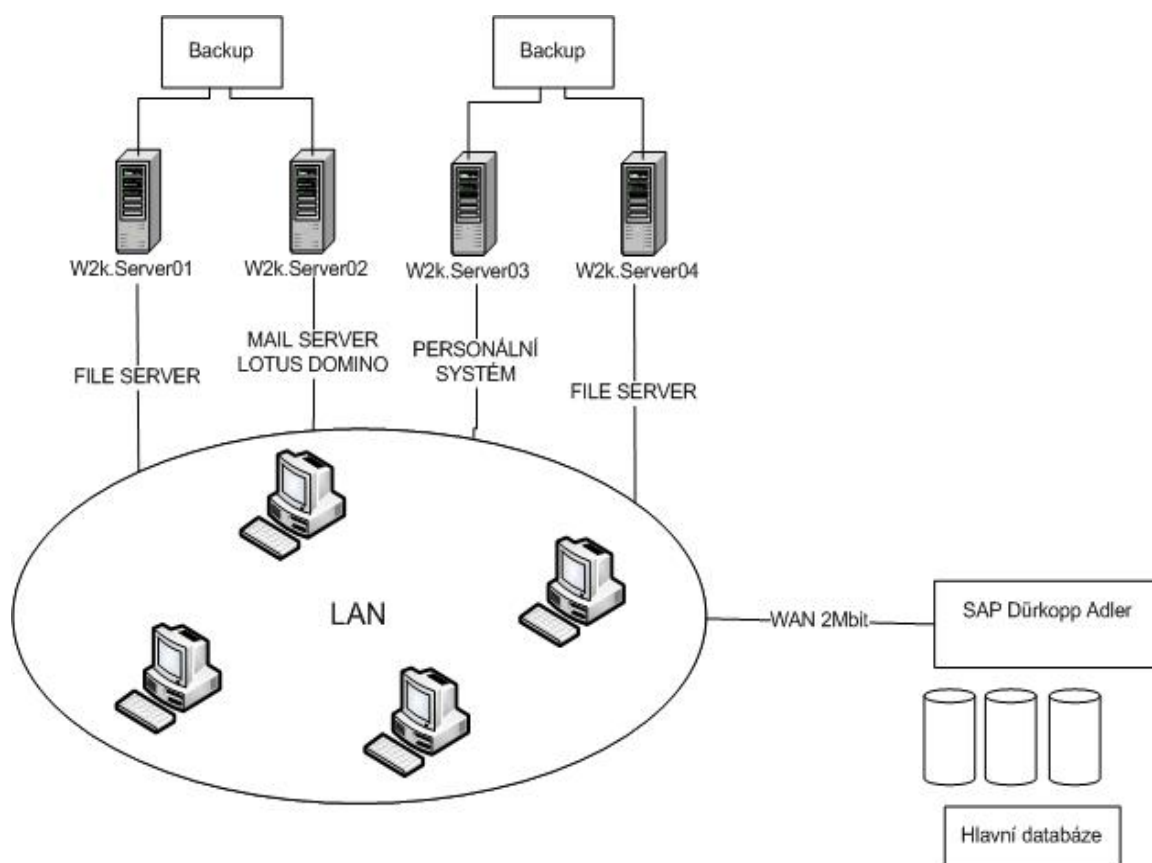 Backup
Backup
W2k.Server01
W2k.Server02
W2k.Server03
W2k.Server04
FILE SERVER
MAIL SERVER
LOTUS DOMINO
PERSONÁLNÍ
SYSTÉM
FILE SERVER
LAN
WAN 2Mbit
SAP Dürkopp Adler
Hlavní databáze